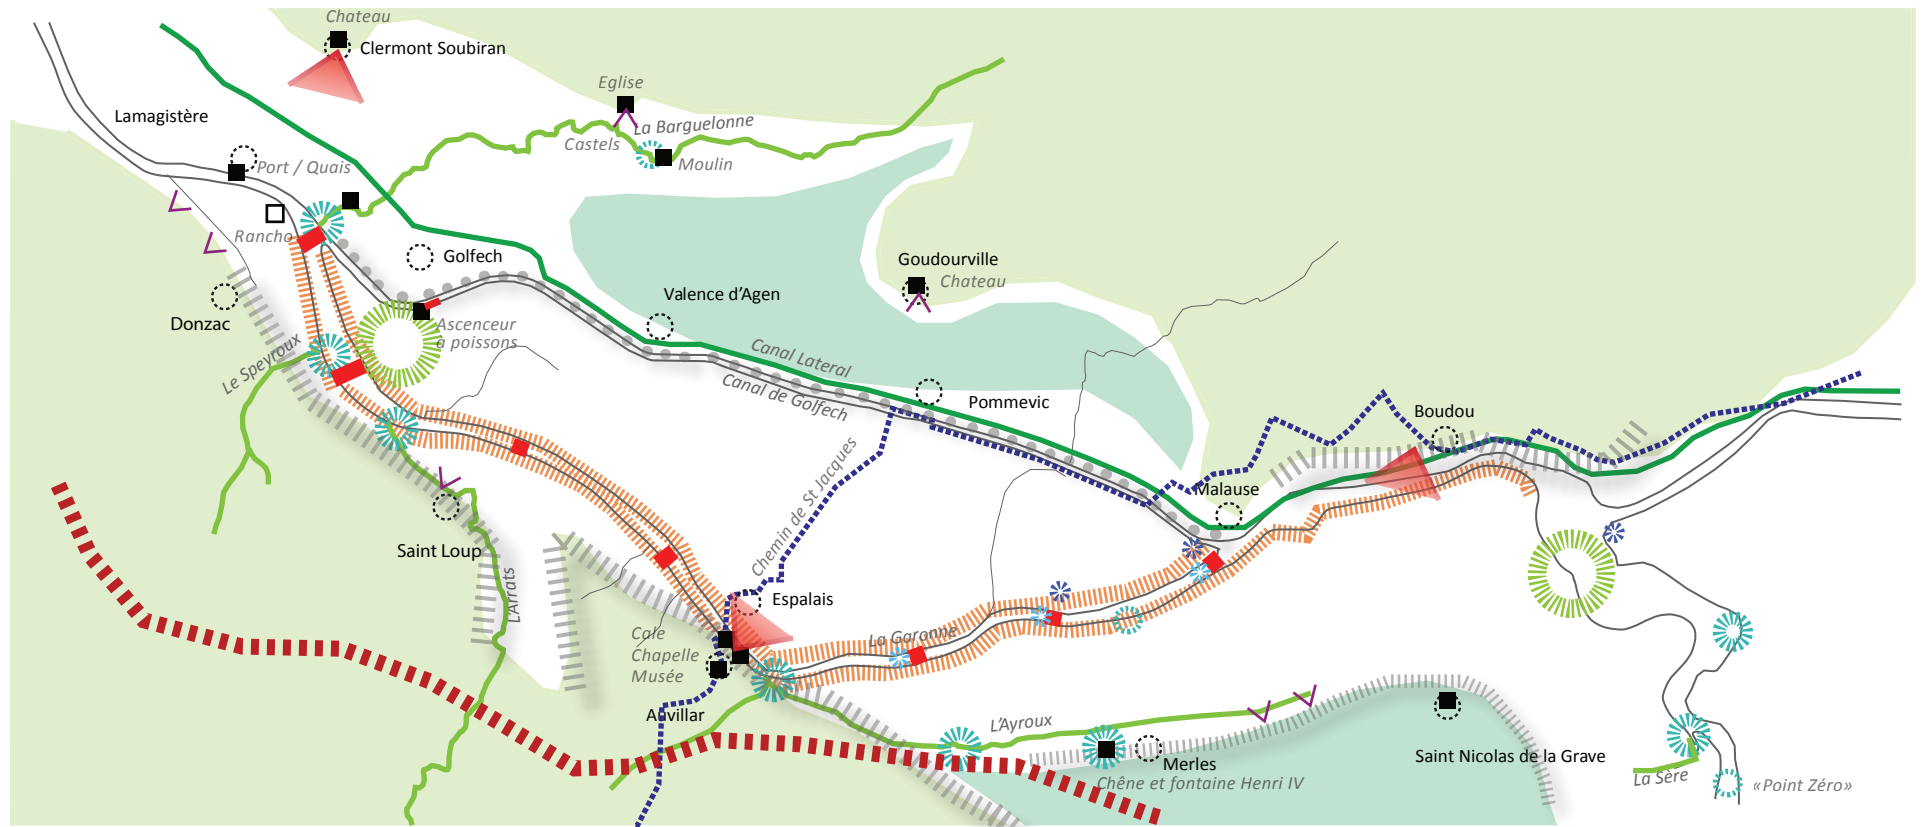 Chateau
Clermont Soubiran
Eglise
Lamagistère
La Barguelonne
Castels
Moulin
Port / Quais
Rancho
Golfech
Goudourville
Chateau
Valence d'Agen
Donzac
Ascenceur
à poissons
Le Speyroux
Canal Lateral
Canal de Golfech
Pommevic
Boudou
Chemin de St Jacques
Malause
Saint Loup
L'Arrats
Espalais
Cale
Chapelle
Musée
La Garonne
Auvillar
L'Ayroux
Merles
Chêne et fontaine Henri IV
Saint Nicolas de la Grave
La Sère
«Point Zéro»